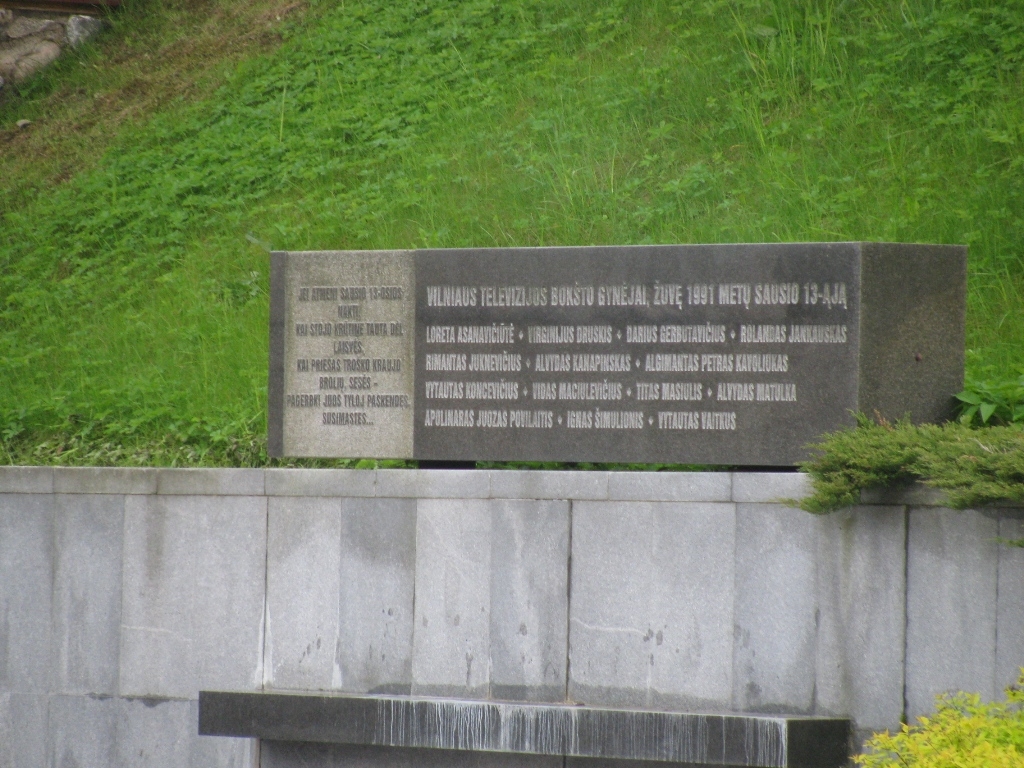 JEI ATMENI SAUSIO 13-OSIOS
NAKTĮ,
KAI STOJO KRŪTINE TAUTA DĖL
LAISVĖS,
KAI PRIEŠAS TROŠKO KRAUJO
BROLIŲ, SESĖS –
PAGERBKI JUOS TYLOJ PASKENDĘS,
SUSIMĄSTĘS...
VILNIAUS TELEVIZIJOS BOKŠTO GYNĖJAI, ŽUVĘ 1991 METŲ SAUSIO 13-ĄJĄ
LORETA ASANAVIČIŪTĖ ♦ VIRGINIJUS DRUSKIS ♦ DARIUS GERBUTAVIČIUS ♦ ROLANDAS JANKAUSKAS
RIMANTAS JUKNEVIČIUS ♦ ALVYDAS KANAPINSKAS ♦ ALGIMANTAS PETRAS KAVOLIUKAS
VYTAUTAS KONCEVIČIUS ♦ VIDAS MACIULEVIČIUS ♦ TITAS MASIULIS ♦ ALVYDAS MATULKA
APOLINARAS JUOZAS POVILAITIS ♦ IGNAS ŠIMULIONIS ♦ VYTAUTAS VAITKUS